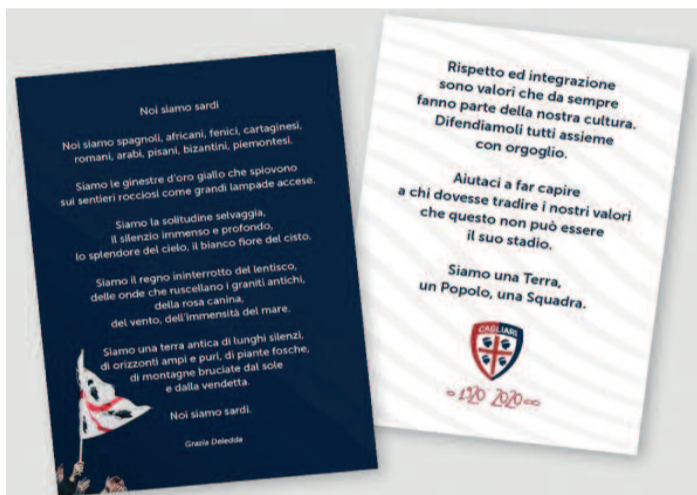 Noi siamo sardi
Noi siamo spagnoli, africani, fenici, cartaginesi,
romani, arabi, pisani, bizantini, piemontesi.
Siamo le ginestre d'oro giallo che spiovono
sui sentieri rocciosi come grandi lampade accese.
Siamo la solitudine selvaggia,
il silenzio immenso e profondo,
lo splendore del cielo, il bianco fiore del cisto.
Siamo il regno ininterrotto del lentisco,
delle onde che ruscellano i graniti antichi,
della rosa canina,
del vento, dell'immensità del mare.
Siamo una terra antica di lunghi silenzi,
di orizzonti ampi e puri, di piante fosche,
di montagne bruciate dal sole
e dalla vendetta.
Noi siamo sardi.
Grazia Deledda
Rispetto ed integrazione
sono valori che da sempre
fanno parte della nostra cultura.
Difendiamoli tutti assieme
con orgoglio.
Aiutaci a far capire
a chi dovesse tradire i nostri valori
che questo non può essere
il suo stadio.
Siamo una Terra,
un Popolo, una Squadra.
CAGLIARI
1920 2020